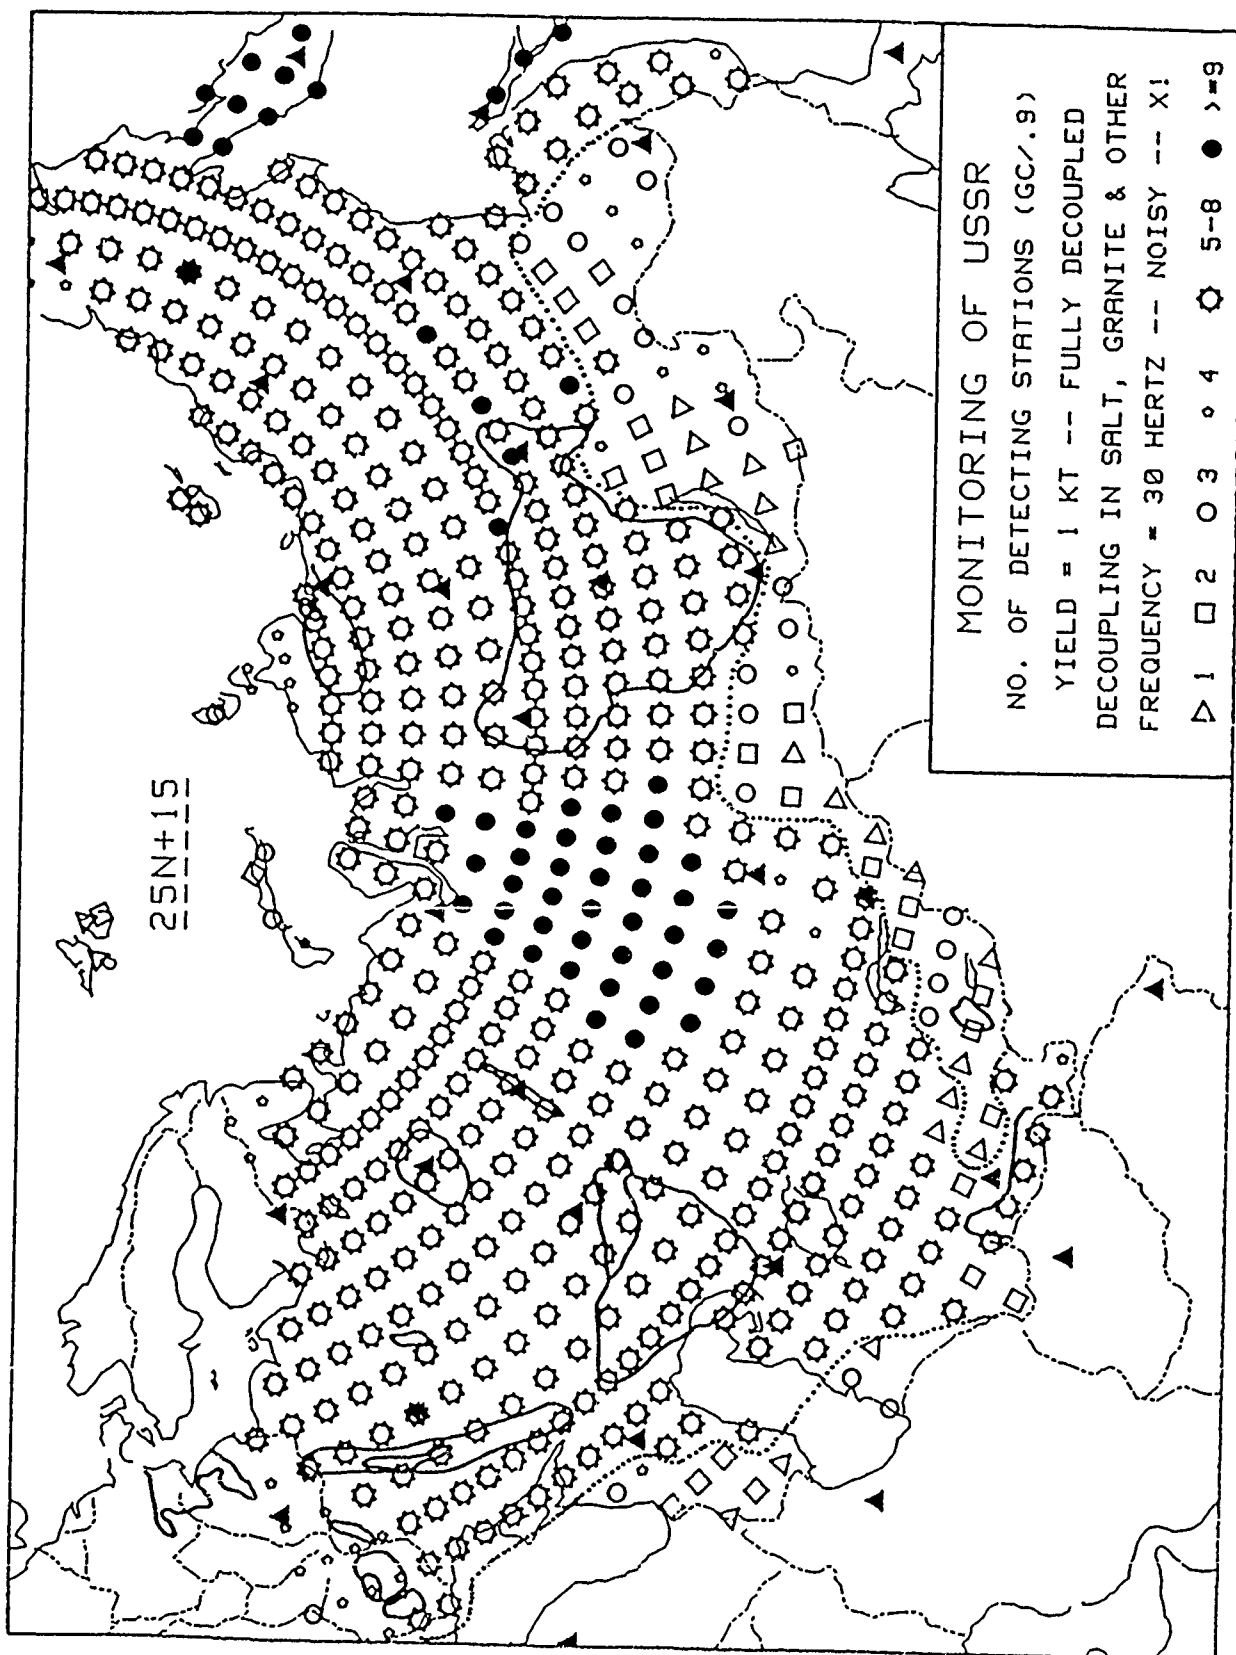 25N+15
MONITORING OF USSR
NO. OF DETECTING STATIONS (GC/.9)
YIELD = 1 KT -- FULLY DECOUPLED
DECOUPLING IN SALT, GRANITE & OTHER
FREQUENCY = 30 HERTZ -- NOISY -- X!
1 2 3 4 5-8 >=9